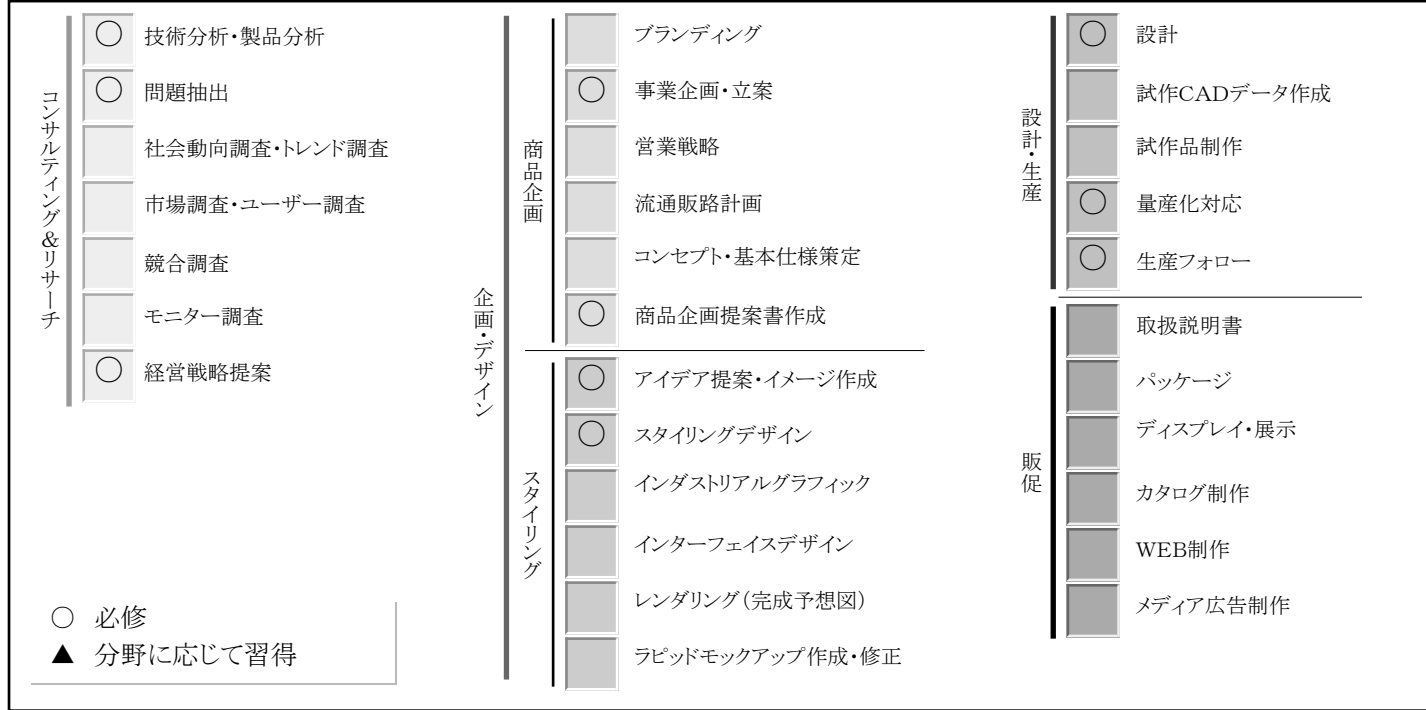 コンサルティング&リサーチ
○ 技術分析・製品分析
○ 問題抽出
社会動向調査・トレンド調査
市場調査・ユーザー調査
競合調査
モニター調査
○ 経営戦略提案
企画・デザイン
商品企画
ブランディング
○ 事業企画・立案
営業戦略
流通販路計画
コンセプト・基本仕様策定
○ 商品企画提案書作成
スタイリング
○ アイデア提案・イメージ作成
○ スタイリングデザイン
インダストリアルグラフィック
インターフェイスデザイン
レンダリング(完成予想図)
ラピッドモックアップ作成・修正
設計・生産
○ 設計
試作CADデータ作成
試作品制作
○ 量産化対応
○ 生産フォロー
販促
取扱説明書
パッケージ
ディスプレイ・展示
カタログ制作
WEB制作
メディア広告制作
○ 必修
▲ 分野に応じて習得